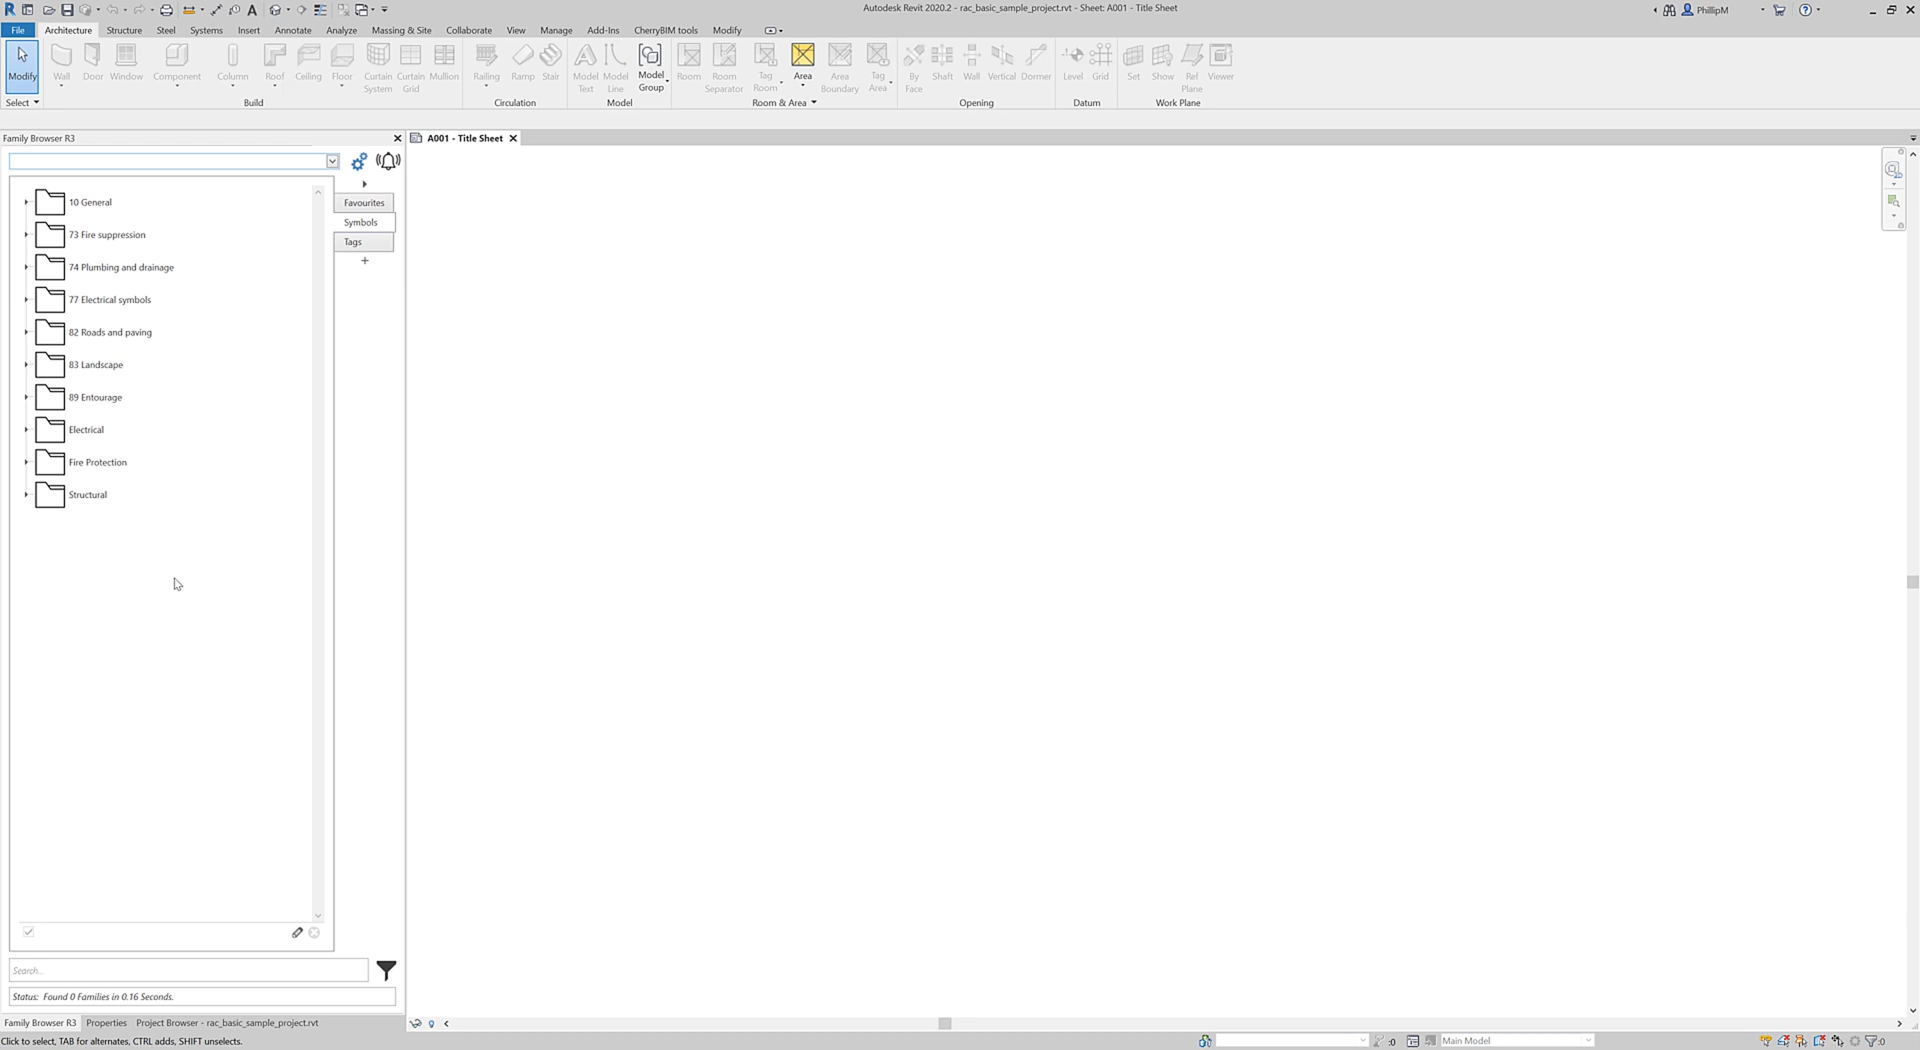 Autodesk Revit 2020.2 - rac_basic_sample_project.rvt - Sheet: A001 - Title Sheet
PhillipM
File Architecture Structure Steel Systems Insert Annotate Analyze Massing & Site Collaborate View Manage Add-Ins CherryBIM tools Modify
Modify Wall Door Window Component Column Roof Ceiling Floor Curtain System Curtain Grid Mullion Railing Ramp Stair Model Text Model Line Model Group Room Room Separator Tag Room Area Area Boundary Tag Area By Face Shaft Wall Vertical Dormer Level Grid Set Show Ref Plane Viewer
Select Build Circulation Model Room & Area Opening Datum Work Plane
Family Browser R3
A001 - Title Sheet
10 General
Favourites
Symbols
73 Fire suppression
Tags
74 Plumbing and drainage
77 Electrical symbols
82 Roads and paving
83 Landscape
89 Entourage
Electrical
Fire Protection
Structural
Search...
Status: Found 0 Families in 0.16 Seconds.
Family Browser R3 Properties Project Browser - rac_basic_sample_project.rvt
Click to select, TAB for alternates, CTRL adds, SHIFT unselects.
:0
Main Model
:0